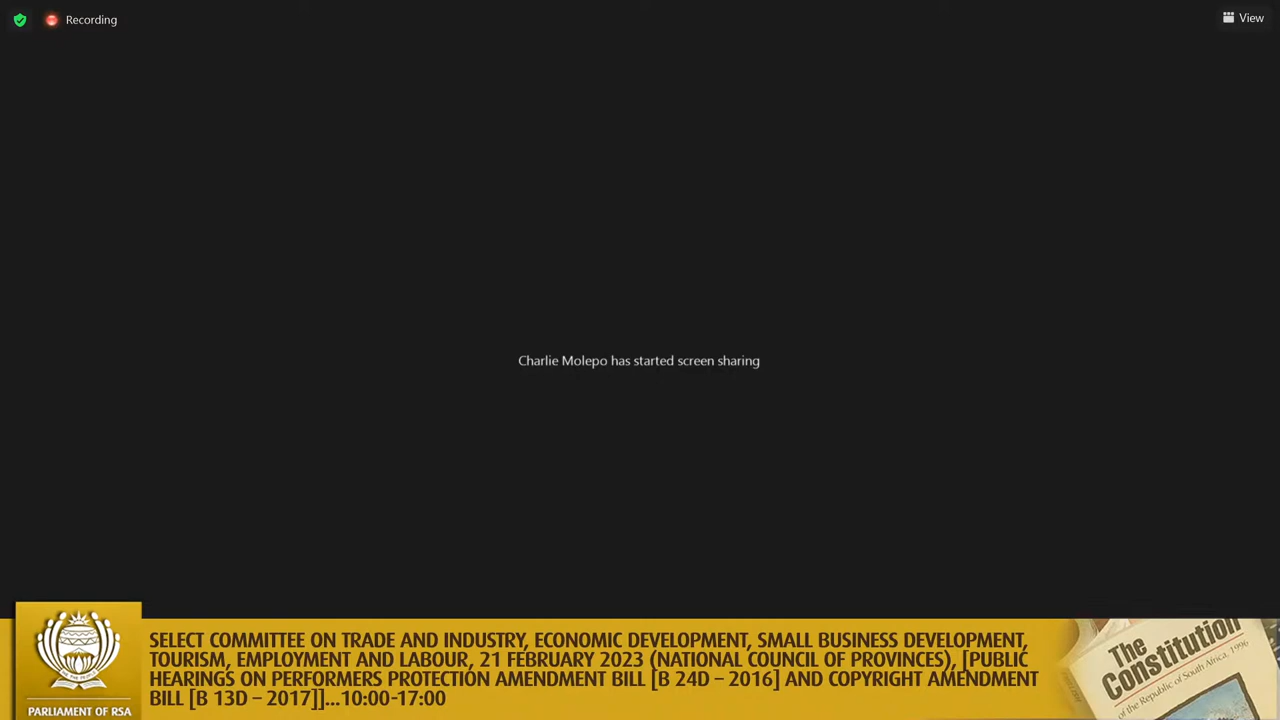 Recording
View
Charlie Molepo has started screen sharing
SELECT COMMITTEE ON TRADE AND INDUSTRY, ECONOMIC DEVELOPMENT, SMALL BUSINESS DEVELOPMENT,
TOURISM, EMPLOYMENT AND LABOUR, 21 FEBRUARY 2023 (NATIONAL COUNCIL OF PROVINCES), [PUBLIC
HEARINGS ON PERFORMERS PROTECTION AMENDMENT BILL [B 24D – 2016] AND COPYRIGHT AMENDMENT
BILL [B 13D – 2017]]...10:00-17:00
PARLIAMENT OF RSA
The
Constitution
of the Republic of South Africa, 1996